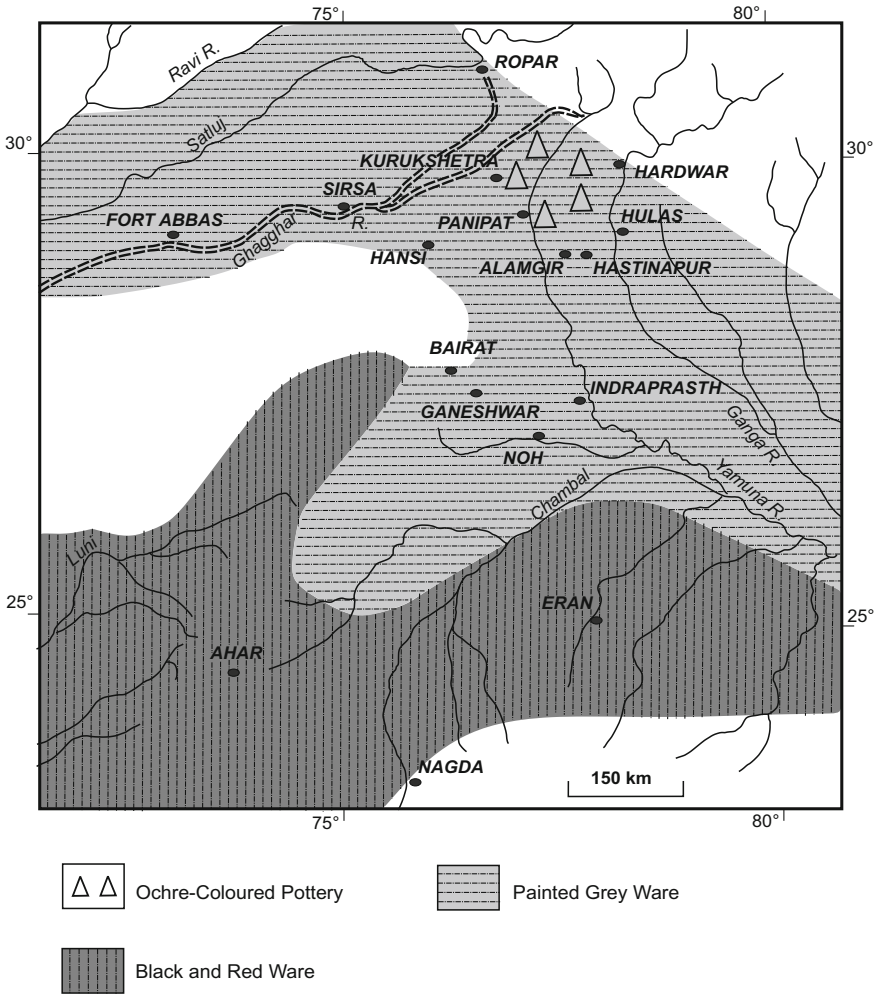 75°
80°
Ravi R.
ROPAR
Satluj
30°
30°
KURUKSHETRA
HARDWAR
SIRSA
FORT ABBAS
R.
PANIPAT
HULAS
Ghagghar
HANSI
ALAMGIR
HASTINAPUR
BAIRAT
INDRAPRASTH
GANESHWAR
Ganga R.
NOH
Chambal
Yamuna R.
Luhi
25°
ERAN
25°
AHAR
NAGDA
150 km
75°
80°
Ochre-Coloured Pottery
Painted Grey Ware
Black and Red Ware